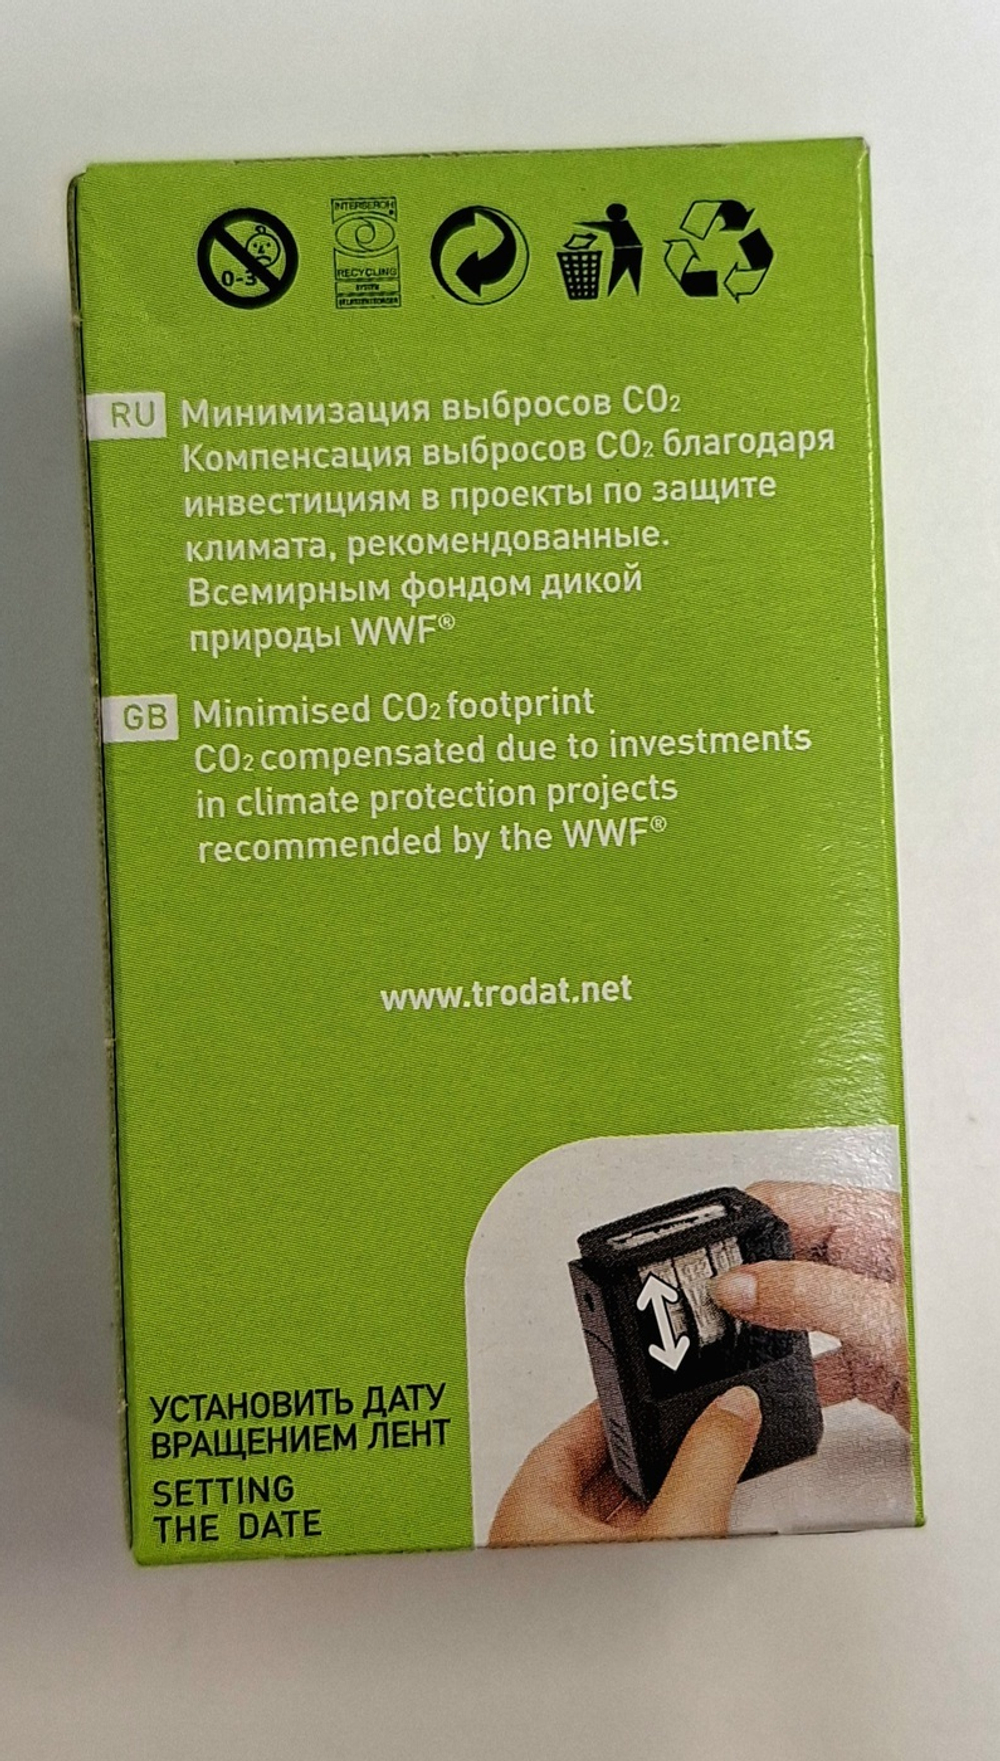 0-3
INTERSEROH
RECYCLING
SYSTEM
RU
Минимизация выбросов CO₂
Компенсация выбросов CO₂ благодаря
инвестициям в проекты по защите
климата, рекомендованные.
Всемирным фондом дикой
природы WWF®
GB
Minimised CO₂ footprint
CO₂ compensated due to investments
in climate protection projects
recommended by the WWF®
www.trodat.net
УСТАНОВИТЬ ДАТУ
ВРАЩЕНИЕМ ЛЕНТ
SETTING
THE DATE